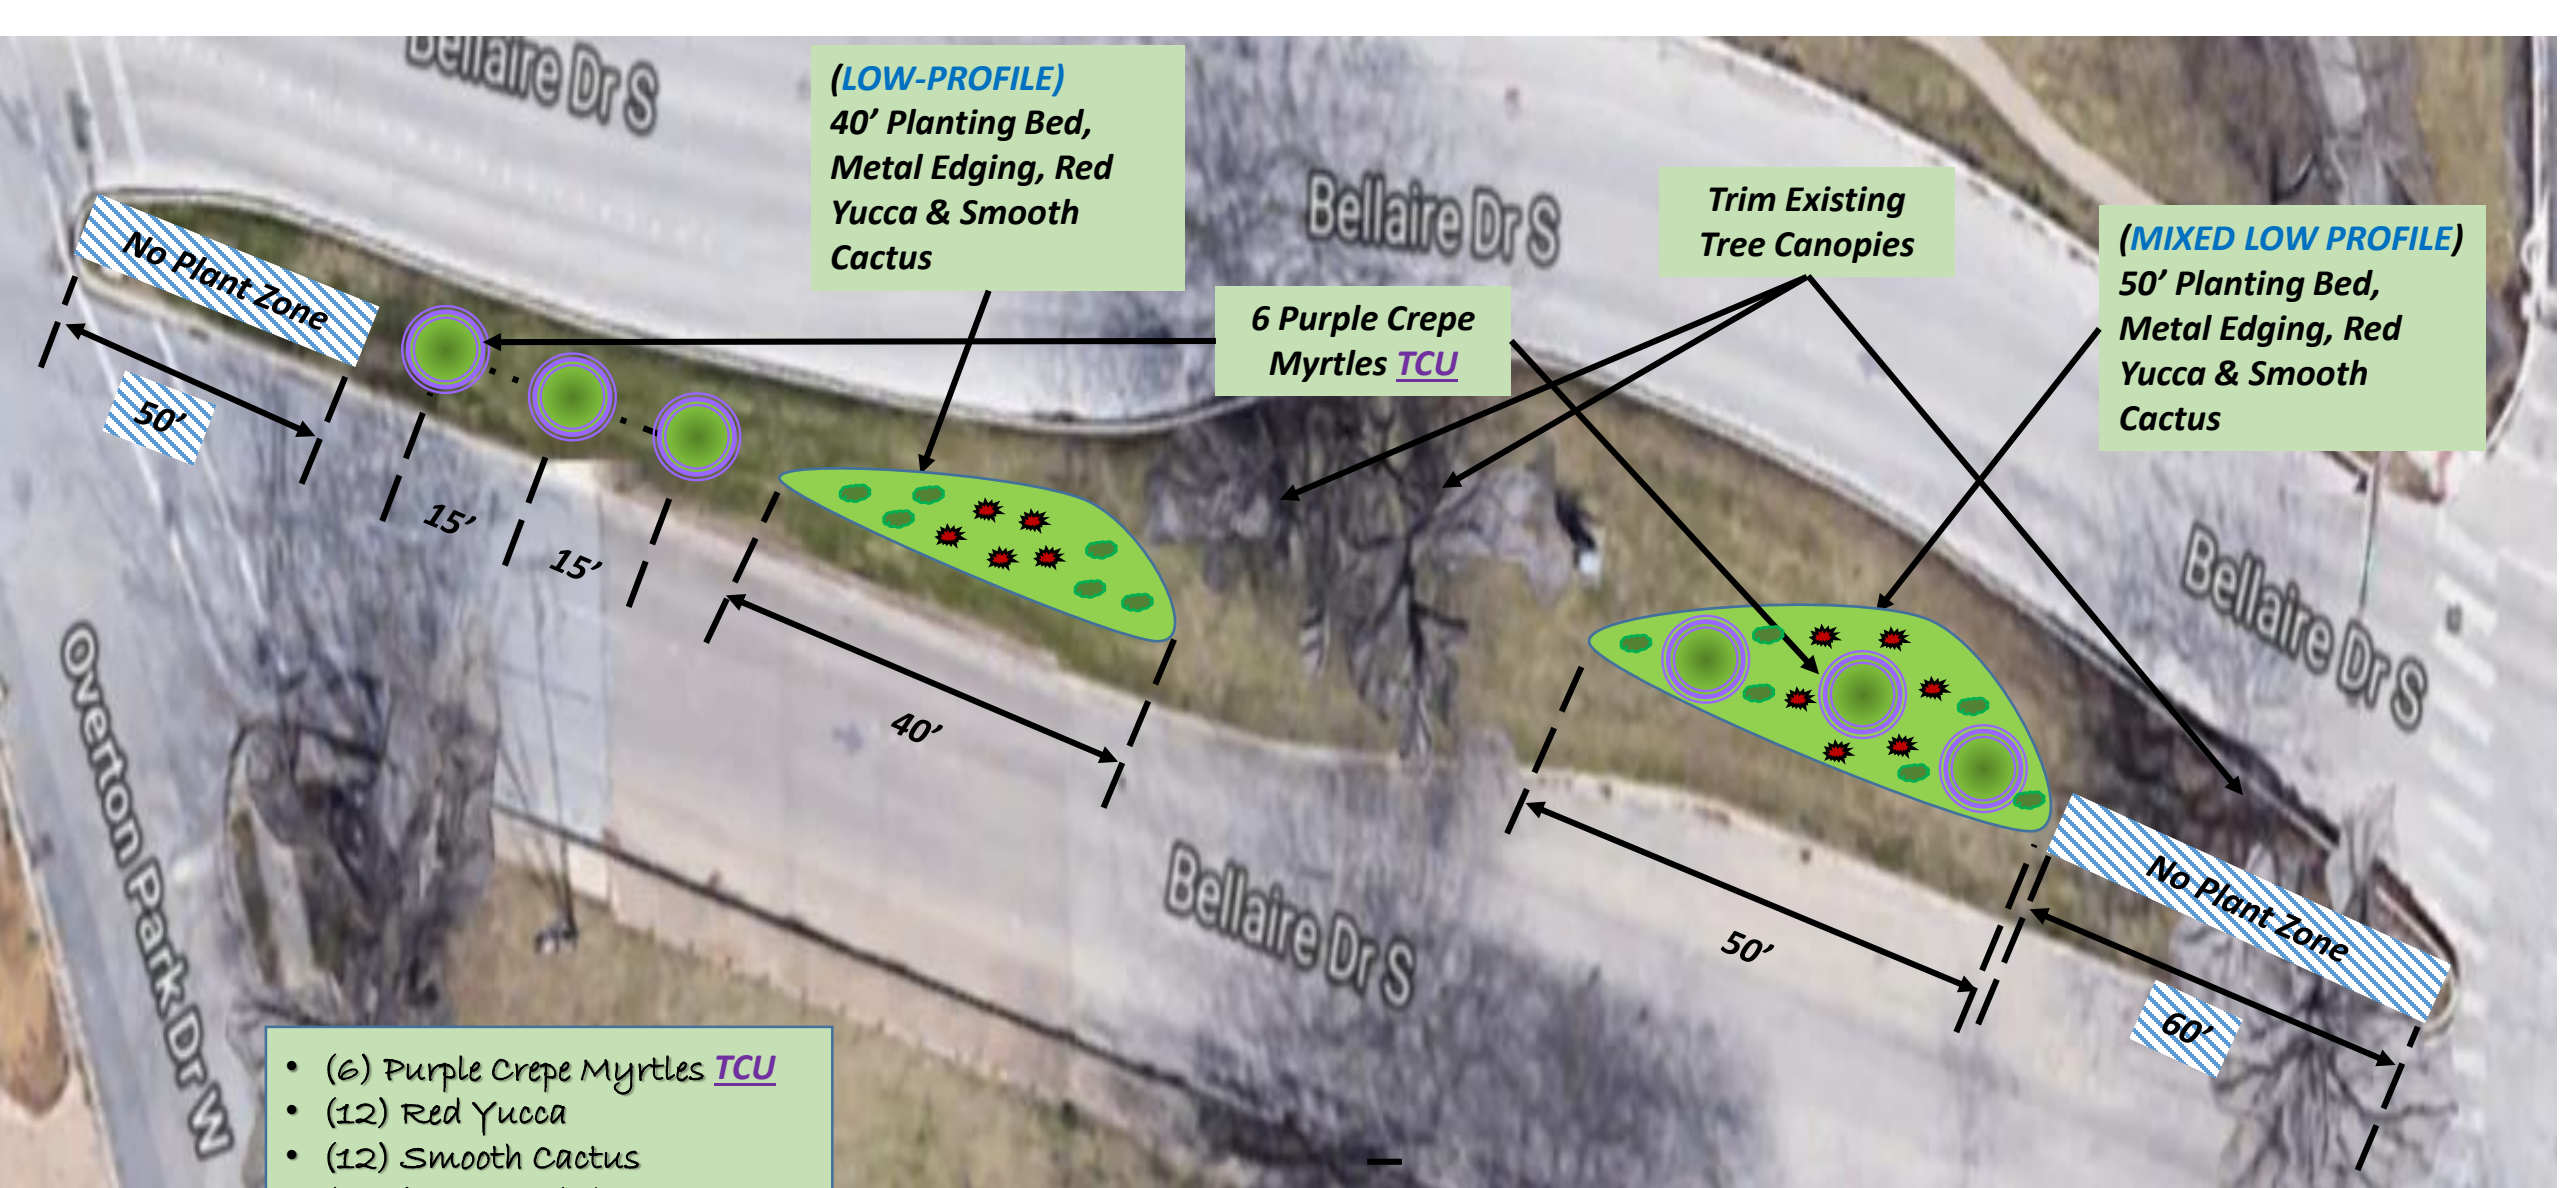 Bellaire Dr S
(LOW-PROFILE)
40’ Planting Bed,
Metal Edging, Red
Yucca & Smooth
Cactus
Bellaire Dr S
Trim Existing
Tree Canopies
(MIXED LOW PROFILE)
50’ Planting Bed,
Metal Edging, Red
Yucca & Smooth
Cactus
6 Purple Crepe
Myrtles TCU
No Plant Zone
50’
15’
15’
40’
Bellaire Dr S
Overton Park Dr W
Bellaire Dr S
50’
No Plant Zone
60’
• (6) Purple Crepe Myrtles TCU
• (12) Red Yucca
• (12) Smooth Cactus